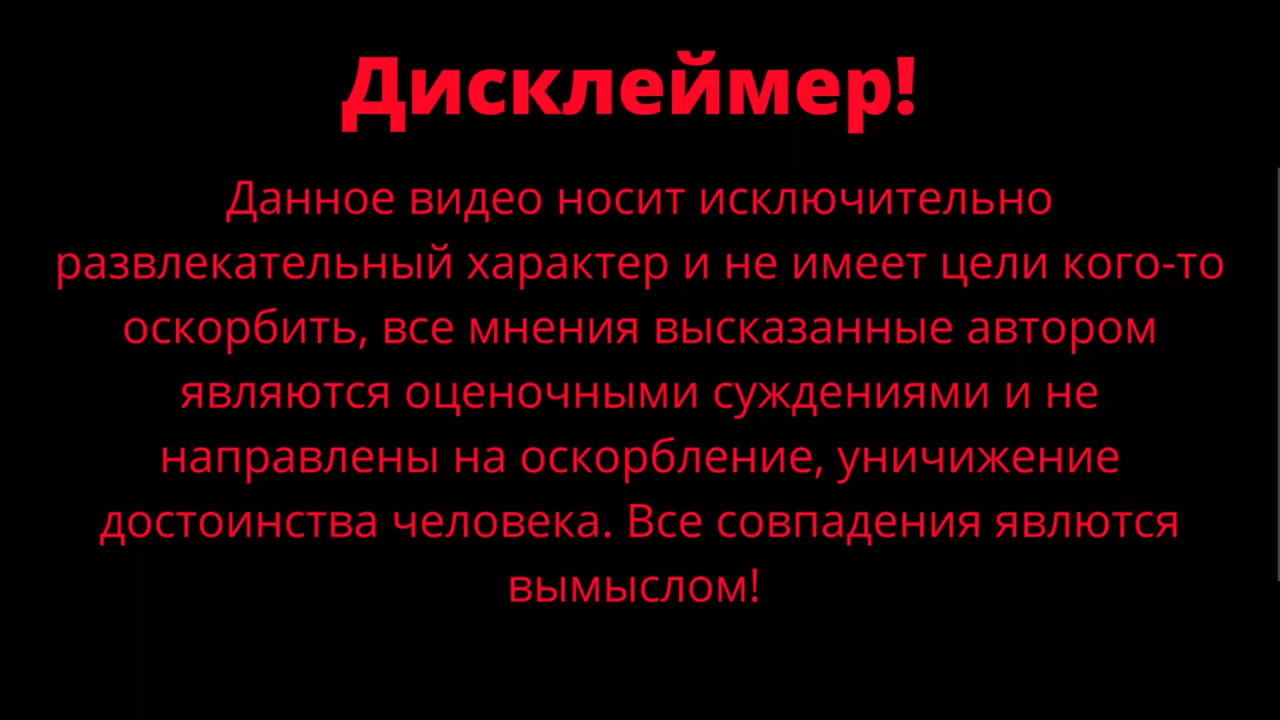 Дисклеймер!
Данное видео носит исключительно
развлекательный характер и не имеет цели кого-то
оскорбить, все мнения высказанные автором
являются оценочными суждениями и не
направлены на оскорбление, уничижение
достоинства человека. Все совпадения явлются
вымыслом!